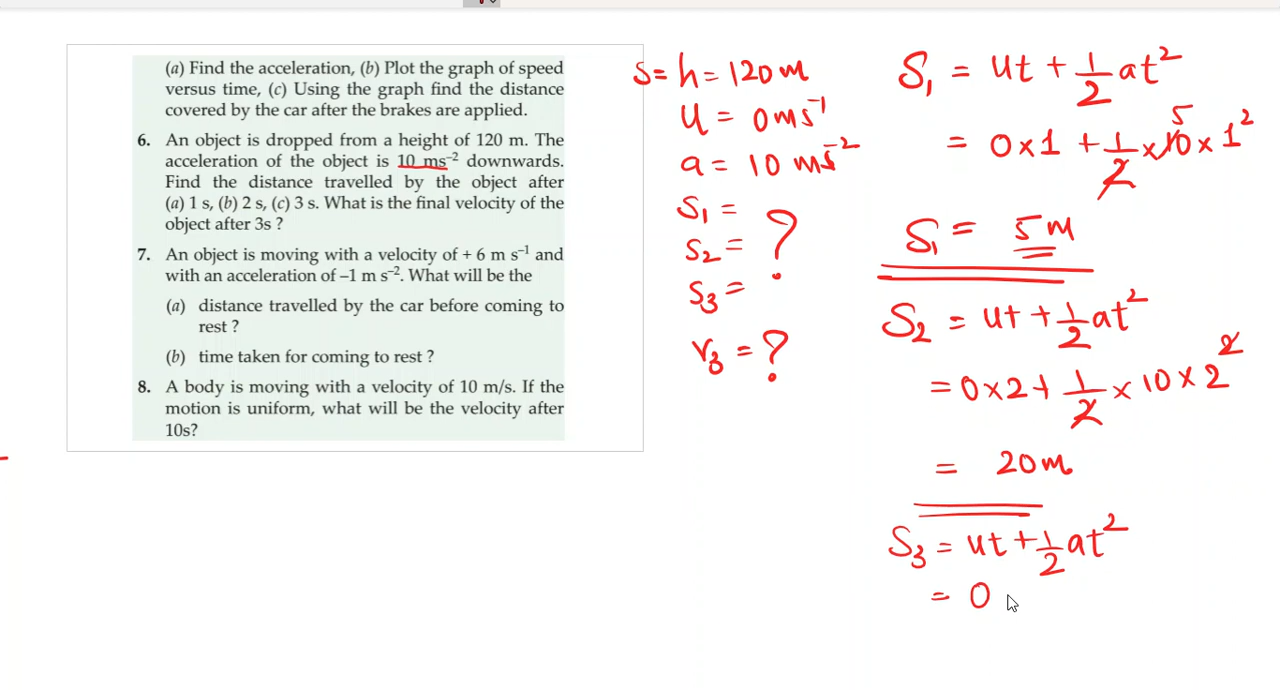 (a) Find the acceleration, (b) Plot the graph of speed
versus time, (c) Using the graph find the distance
covered by the car after the brakes are applied.
6. An object is dropped from a height of 120 m. The
acceleration of the object is 10 ms⁻² downwards.
Find the distance travelled by the object after
(a) 1 s, (b) 2 s, (c) 3 s. What is the final velocity of the
object after 3s ?
7. An object is moving with a velocity of + 6 m s⁻¹ and
with an acceleration of –1 m s⁻². What will be the
(a) distance travelled by the car before coming to
rest ?
(b) time taken for coming to rest ?
8. A body is moving with a velocity of 10 m/s. If the
motion is uniform, what will be the velocity after
10s?
S = h = 120 m
u = 0 ms⁻¹
a = 10 ms⁻²
S₁ =
S₂ = ?
S₃ =
v₃ = ?
S₁ = ut + 1/2 at²
= 0 × 1 + 1/2 × 10 × 1²
5
S₁ = 5 m
S₂ = ut + 1/2 at²
= 0 × 2 + 1/2 × 10 × 2²
= 20 m
S₃ = ut + 1/2 at²
= 0